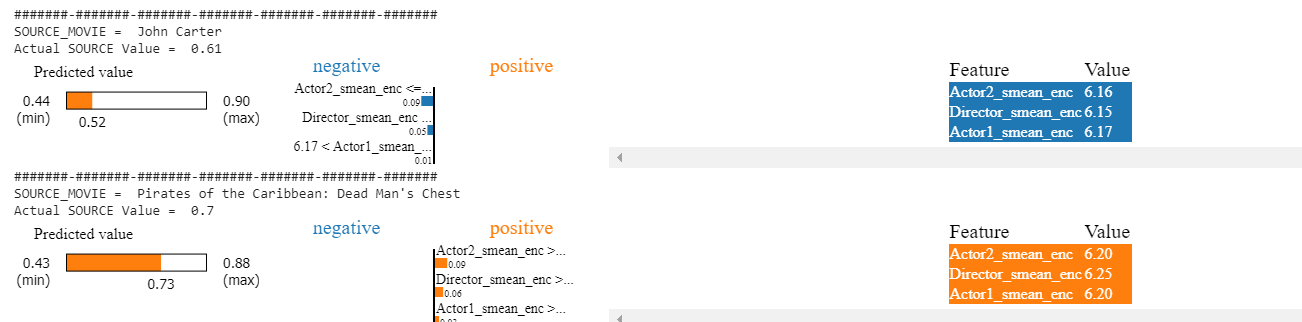 #######-#######-#######-#######-#######-#######-#######
SOURCE_MOVIE =  John Carter
Actual SOURCE Value =  0.61
Predicted value
0.44
(min)
0.52
0.90
(max)
negative positive
Actor2_smean_enc <=...
0.09
Director_smean_enc ...
0.05
6.17 < Actor1_smean_...
0.01
Feature Value
Actor2_smean_enc 6.16
Director_smean_enc 6.15
Actor1_smean_enc 6.17
#######-#######-#######-#######-#######-#######-#######
SOURCE_MOVIE =  Pirates of the Caribbean: Dead Man's Chest
Actual SOURCE Value =  0.7
Predicted value
0.43
(min)
0.73
0.88
(max)
negative positive
Actor2_smean_enc >...
0.09
Director_smean_enc >...
0.06
Actor1_smean_enc >...
Feature Value
Actor2_smean_enc 6.20
Director_smean_enc 6.25
Actor1_smean_enc 6.20